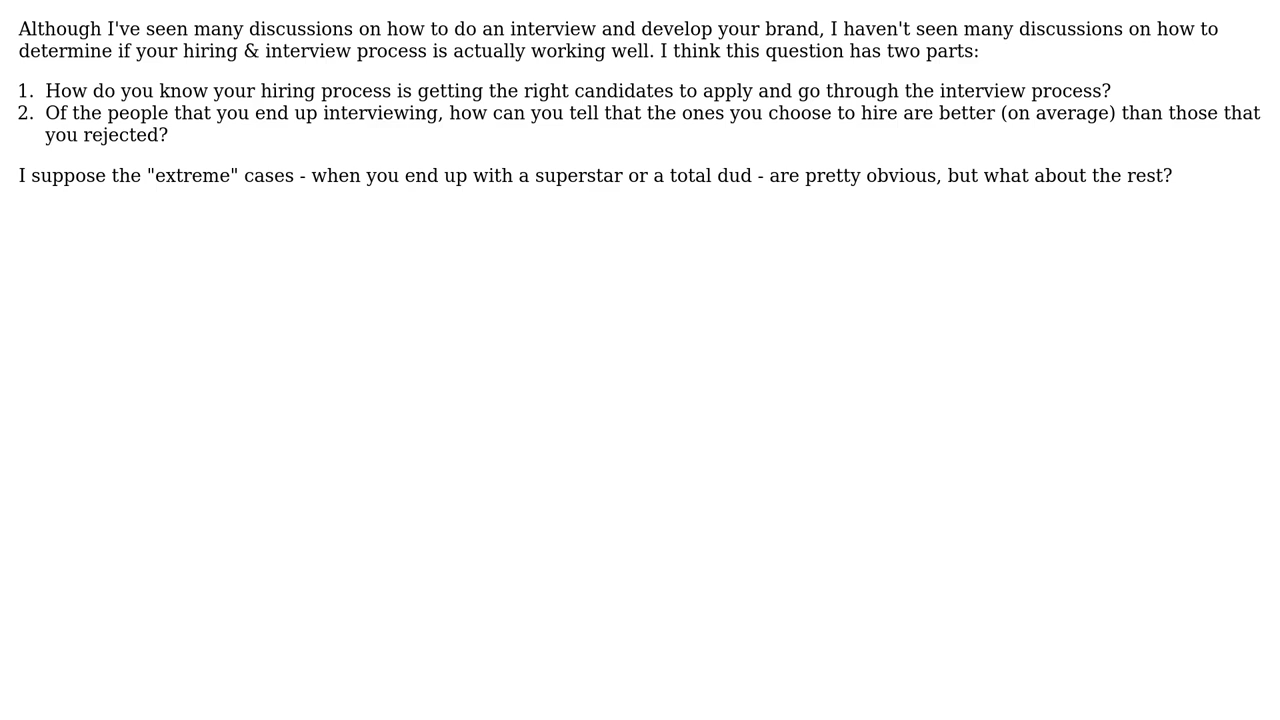 Although I've seen many discussions on how to do an interview and develop your brand, I haven't seen many discussions on how to
determine if your hiring & interview process is actually working well. I think this question has two parts:
1. How do you know your hiring process is getting the right candidates to apply and go through the interview process?
2. Of the people that you end up interviewing, how can you tell that the ones you choose to hire are better (on average) than those that
you rejected?
I suppose the "extreme" cases - when you end up with a superstar or a total dud - are pretty obvious, but what about the rest?